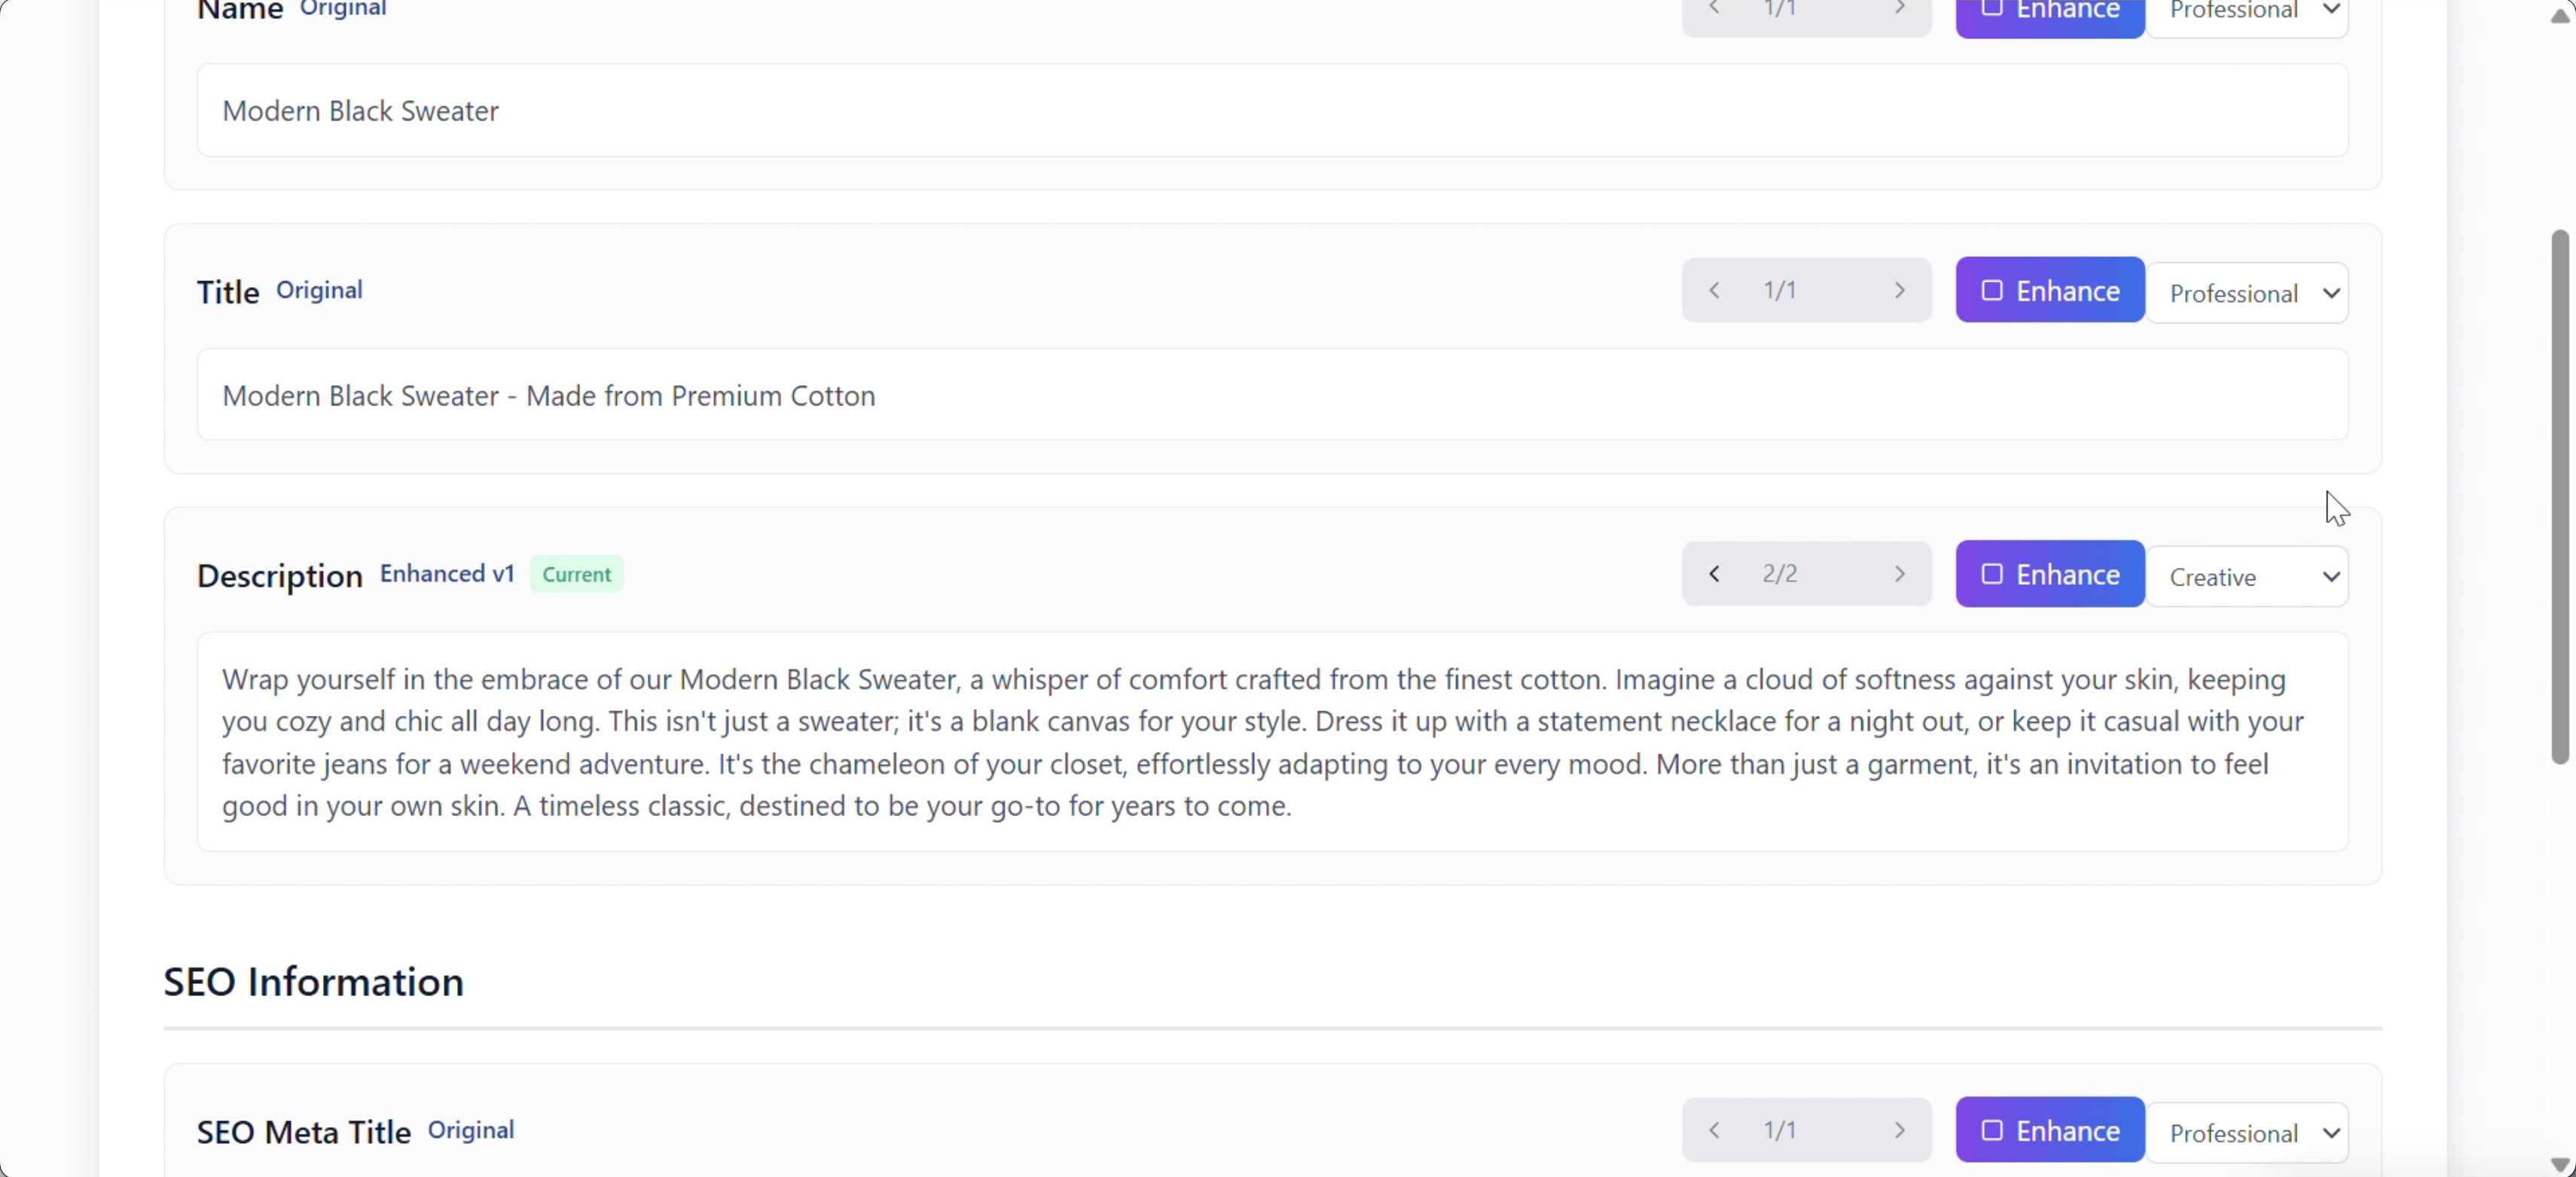 Name Original 1/1 Enhance Professional
Modern Black Sweater
Title Original 1/1 Enhance Professional
Modern Black Sweater - Made from Premium Cotton
Description Enhanced v1 Current 2/2 Enhance Creative
Wrap yourself in the embrace of our Modern Black Sweater, a whisper of comfort crafted from the finest cotton. Imagine a cloud of softness against your skin, keeping
you cozy and chic all day long. This isn't just a sweater; it's a blank canvas for your style. Dress it up with a statement necklace for a night out, or keep it casual with your
favorite jeans for a weekend adventure. It's the chameleon of your closet, effortlessly adapting to your every mood. More than just a garment, it's an invitation to feel
good in your own skin. A timeless classic, destined to be your go-to for years to come.
SEO Information
SEO Meta Title Original 1/1 Enhance Professional